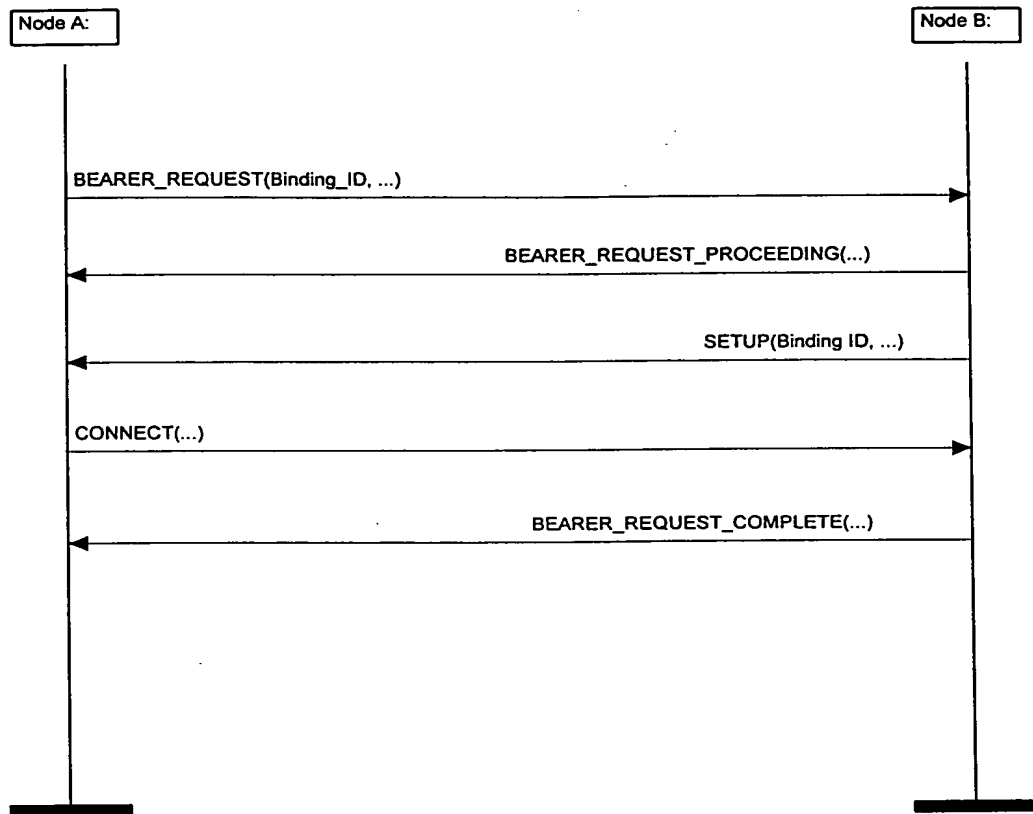 Node A:
Node B:
BEARER_REQUEST(Binding_ID, ...)
BEARER_REQUEST_PROCEEDING(...)
SETUP(Binding ID, ...)
CONNECT(...)
BEARER_REQUEST_COMPLETE(...)